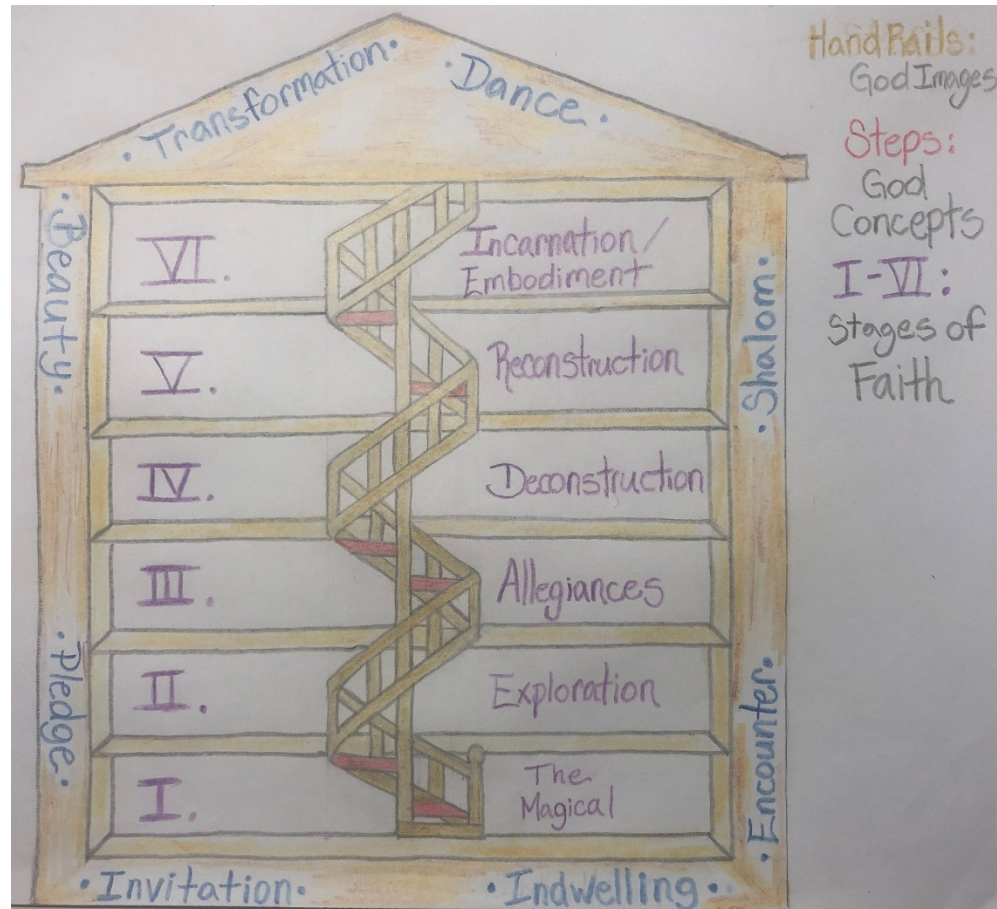 ·Transformation·
·Dance·
·Beauty·
·Pledge·
·Shalom·
·Encounter·
·Invitation·
·Indwelling·
VI.
Incarnation/
Embodiment
V.
Reconstruction
IV.
Deconstruction
III.
Allegiances
II.
Exploration
I.
The
Magical
Hand Rails:
God Images
Steps:
God
Concepts
I-VI:
Stages of
Faith